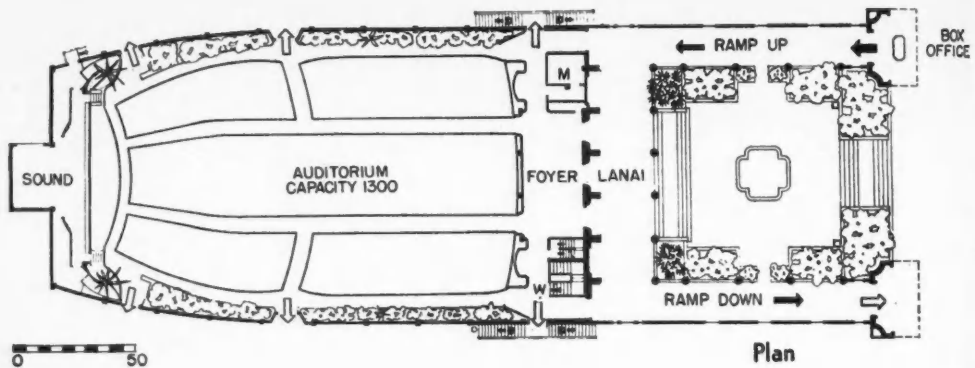 BOX
OFFICE
RAMP UP
M
SOUND
AUDITORIUM
CAPACITY 1300
FOYER
LANAI
W
RAMP DOWN
0 50
Plan